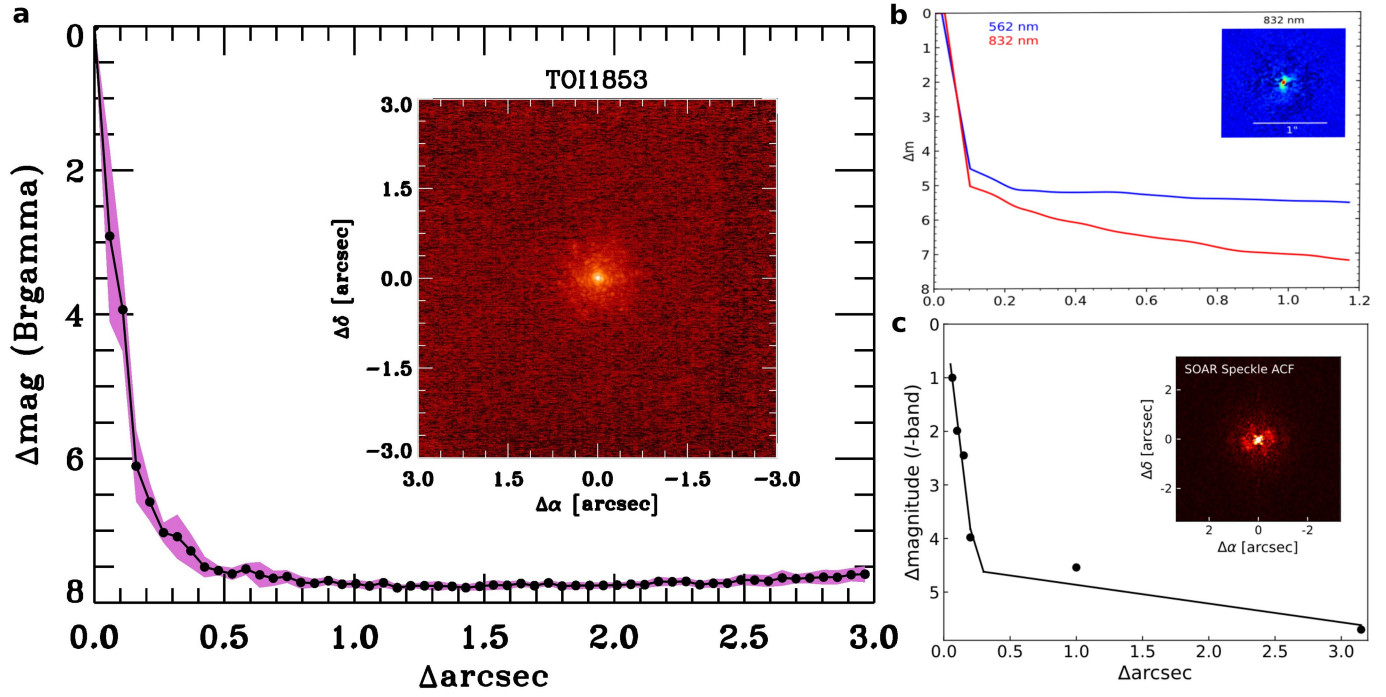 a
TOI1853
Δmag (Brgamma)
0
2
4
6
8
0.0 0.5 1.0 1.5 2.0 2.5 3.0
Δarcsec
3.0
1.5
0.0
−1.5
−3.0
Δδ [arcsec]
3.0 1.5 0.0 −1.5 −3.0
Δα [arcsec]
b
562 nm
832 nm
832 nm
1"
Δm
0
1
2
3
4
5
6
7
8
0.0 0.2 0.4 0.6 0.8 1.0 1.2
c
SOAR Speckle ACF
Δmagnitude (I-band)
0
1
2
3
4
5
0.0 0.5 1.0 1.5 2.0 2.5 3.0
Δarcsec
Δδ [arcsec]
2
0
-2
2 0 -2
Δα [arcsec]